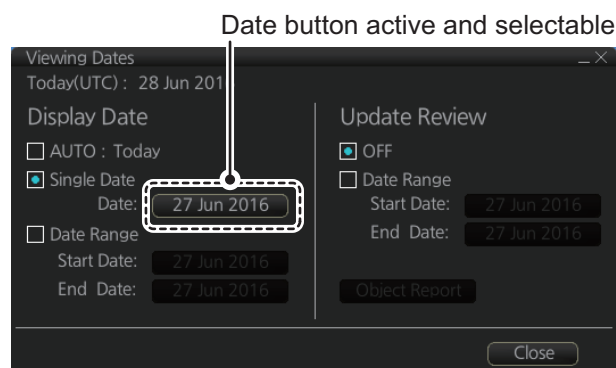 Date button active and selectable
Viewing Dates
Today(UTC) : 28 Jun 201
Display Date
AUTO : Today
Single Date
Date: 27 Jun 2016
Date Range
Start Date: 27 Jun 2016
End Date: 27 Jun 2016
Update Review
OFF
Date Range
Start Date: 27 Jun 2016
End Date: 27 Jun 2016
Object Report
Close